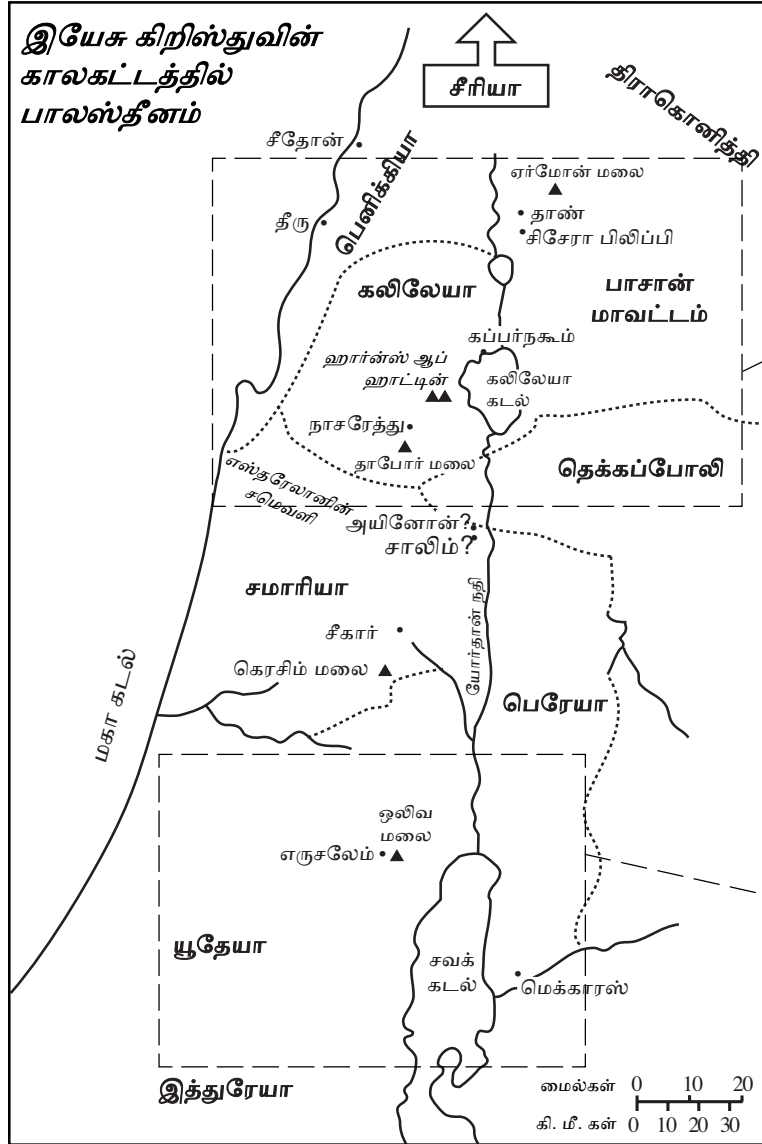 இயேசு கிறிஸ்துவின்
காலகட்டத்தில்
பாலஸ்தீனம்
சீரியா
திராகொனித்தி
சீதோன்
பெனிக்கியா
ஏர்மோன் மலை
தீரு
தாண்
சிசேரா பிலிப்பி
கலிலேயா
பாசான்
மாவட்டம்
கப்பர்நகூம்
ஹார்ன்ஸ் ஆப்
ஹாட்டின்
கலிலேயா
கடல்
நாசரேத்து
தாபோர் மலை
தெக்கப்போலி
எஸ்தரேலானின்
சமெவளி
அயினோன்?
சாலிம்?
சமாரியா
யோர்தான் நதி
சீகார்
கெரசிம் மலை
பெரேயா
மகா கடல்
ஒலிவ
மலை
எருசலேம்
யூதேயா
சவக்
கடல்
மெக்காரஸ்
இத்துரேயா
மைல்கள் 0 10 20
கி. மீ. கள் 0 10 20 30